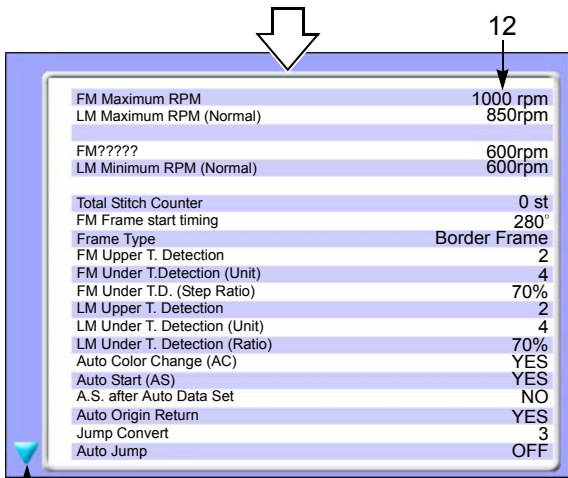 12
FM Maximum RPM 1000 rpm
LM Maximum RPM (Normal) 850rpm
FM????? 600rpm
LM Minimum RPM (Normal) 600rpm
Total Stitch Counter 0 st
FM Frame start timing 280°
Frame Type Border Frame
FM Upper T. Detection 2
FM Under T.Detection (Unit) 4
FM Under T.D. (Step Ratio) 70%
LM Upper T. Detection 2
LM Under T. Detection (Unit) 4
LM Under T. Detection (Ratio) 70%
Auto Color Change (AC) YES
Auto Start (AS) YES
A.S. after Auto Data Set NO
Auto Origin Return YES
Jump Convert 3
Auto Jump OFF